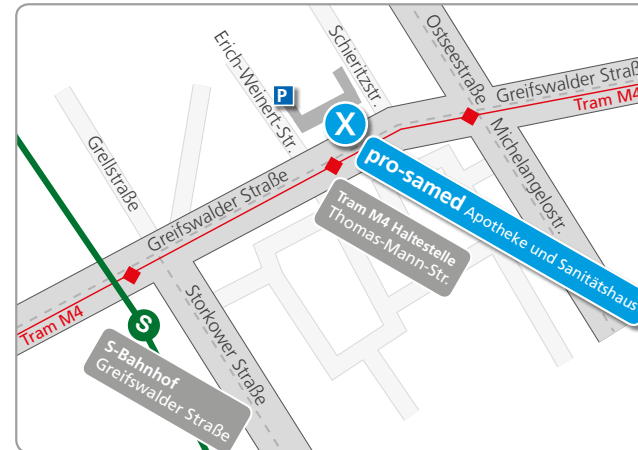 Ostseestraße
Schieritzstr.
Erich-Weinert-Str.
P
Greifswalder Straß
Tram M4
X
Michelangelostr.
pro-samed Apotheke und Sanitätshaus
Grellstraße
Greifswalder Straße
Tram M4 Haltestelle
Thomas-Mann-Str.
Tram M4
S
Storkower Straße
S-Bahnhof
Greifswalder Straße